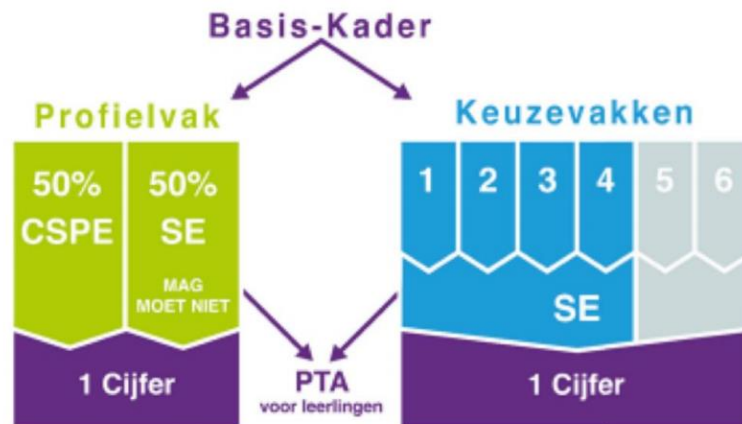 Basis-Kader
Profielvak
50%
CSPE
50%
SE
MAG
MOET NIET
1 Cijfer
PTA
voor leerlingen
Keuzevakken
1 2 3 4 5 6
SE
1 Cijfer